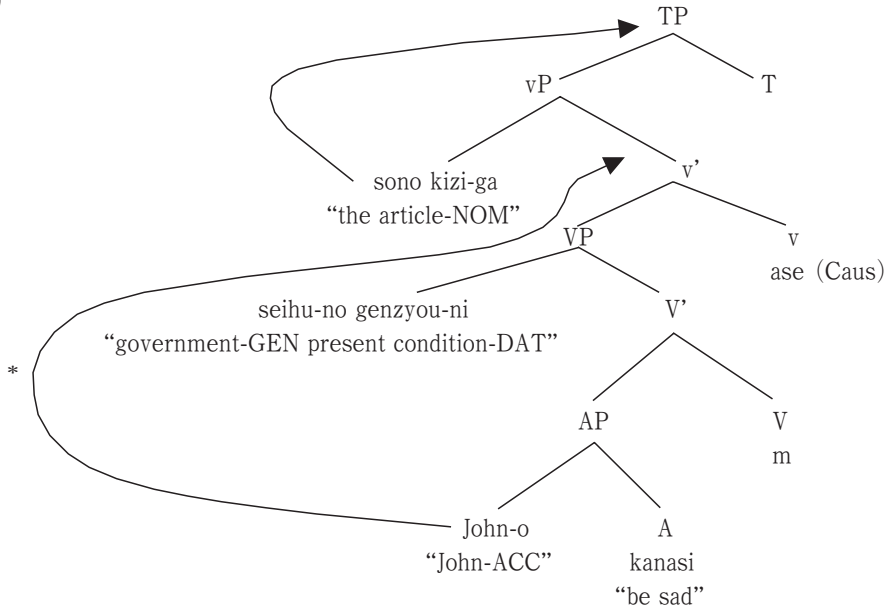 TP
vP T
sono kizi-ga v’
“the article-NOM”
VP v
ase (Caus)
seihu-no genzyou-ni V’
“government-GEN present condition-DAT”
*
AP V
m
John-o A
“John-ACC” kanasi
“be sad”